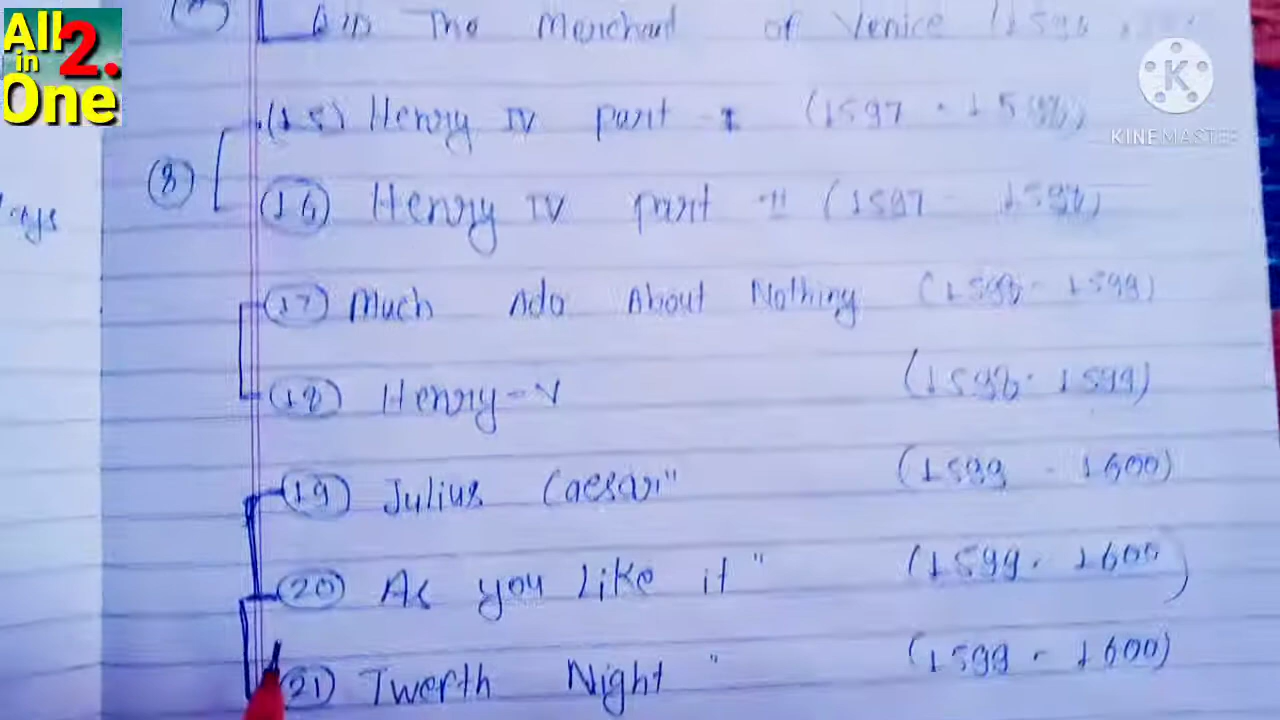 All in One 2.
The Merchant of Venice (1596
KINEMASTER
(15) Henry IV part - I (1597 - 1598)
ays
(8)
(16) Henry IV part - II (1597 - 1598)
(17) Much Ado About Nothing (1598 - 1599)
(18) Henry - V (1598 - 1599)
(19) Julius Caesar" (1599 - 1600)
(20) As you Like it " (1599 - 1600)
(21) Twerth Night " (1599 - 1600)